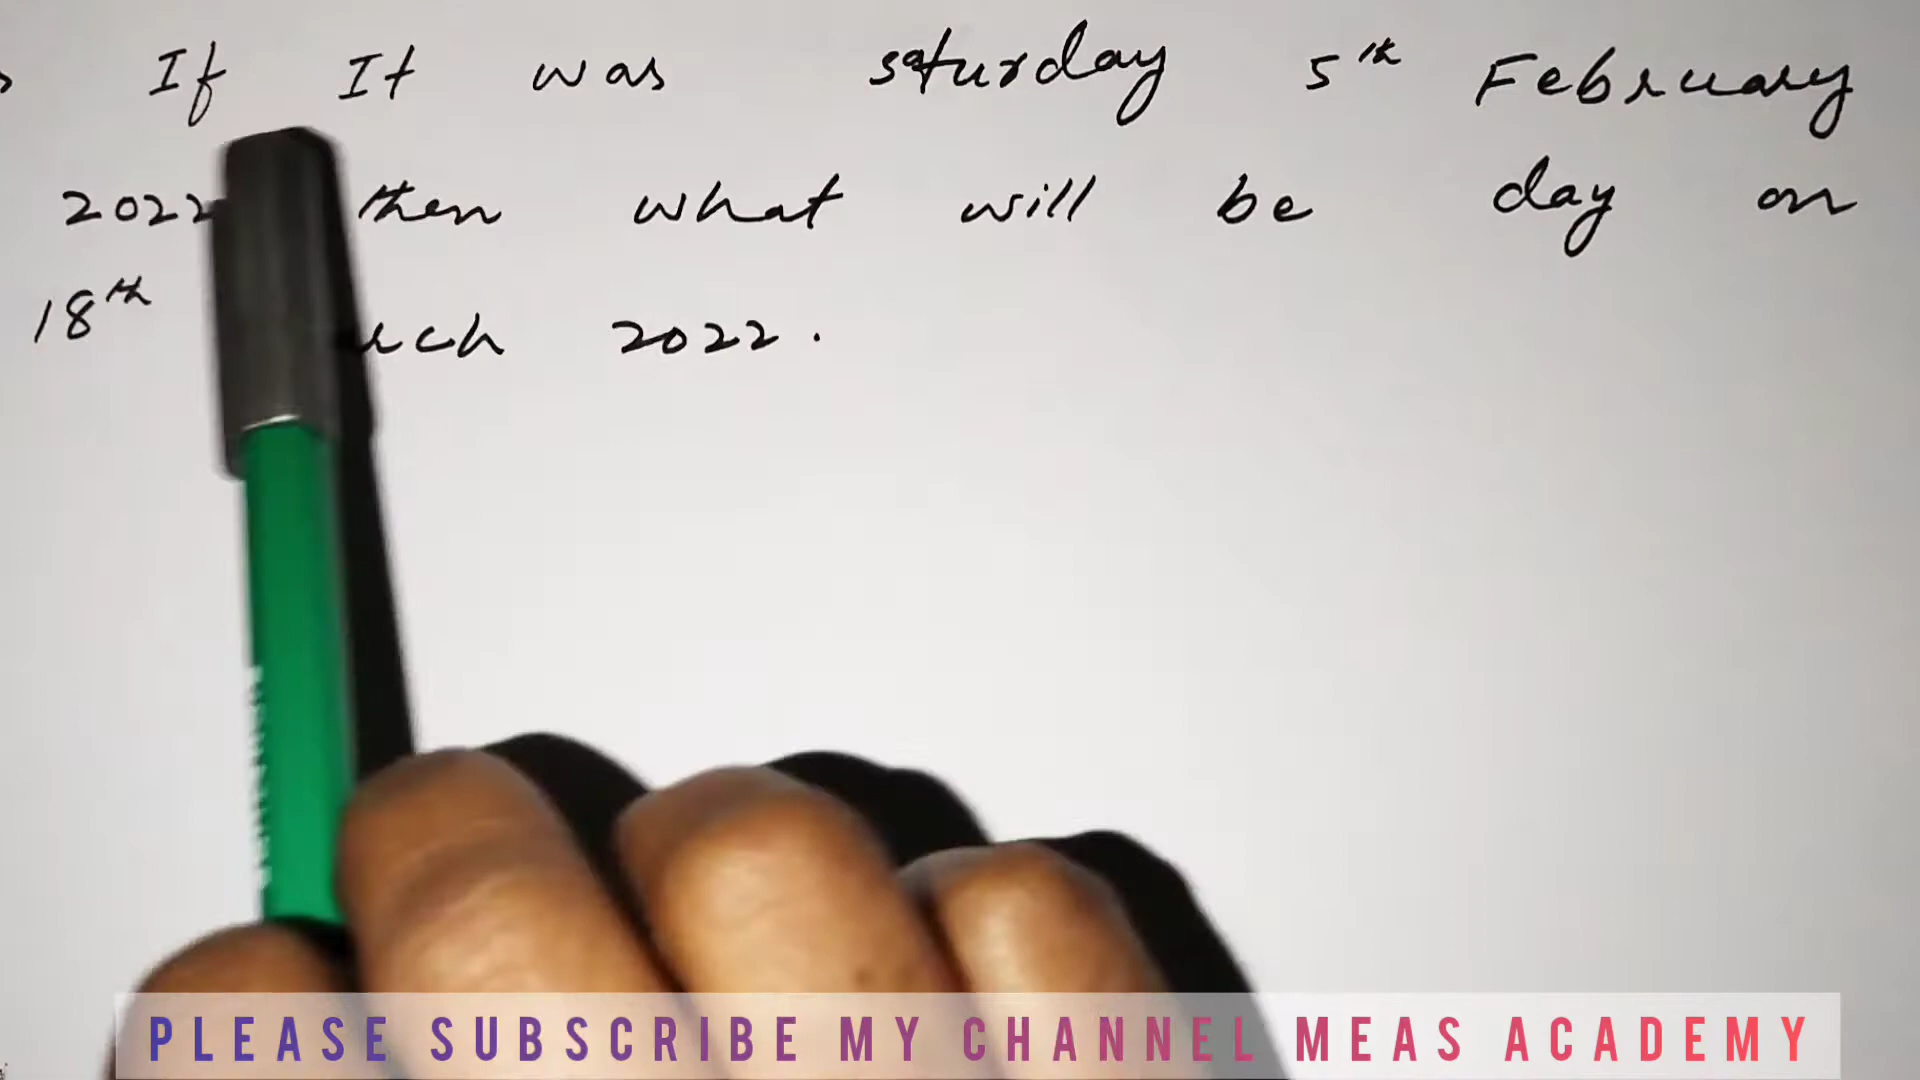 If It was saturday 5th February
2022 then what will be day on
18th 2022.
PLEASE SUBSCRIBE MY CHANNEL MEAS ACADEMY